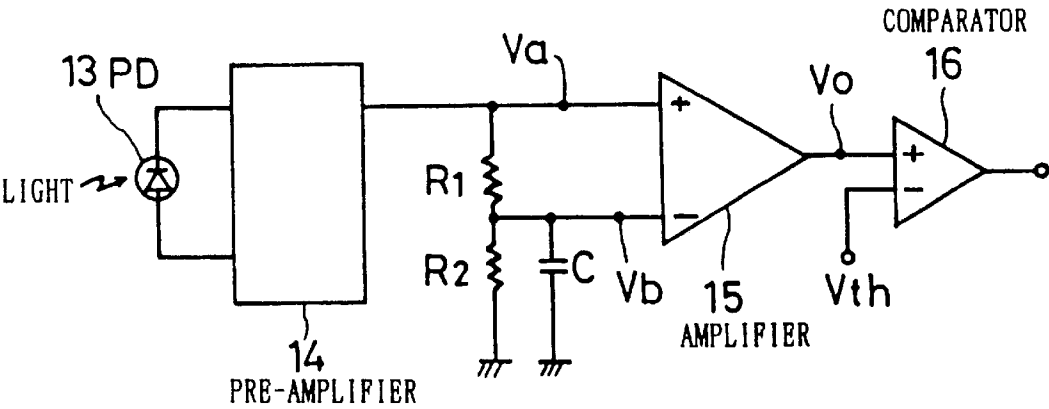 COMPARATOR
16
13 PD
Va
Vo
+
+
LIGHT
R1
−
−
R2
C
Vb
Vth
15
AMPLIFIER
14
PRE-AMPLIFIER